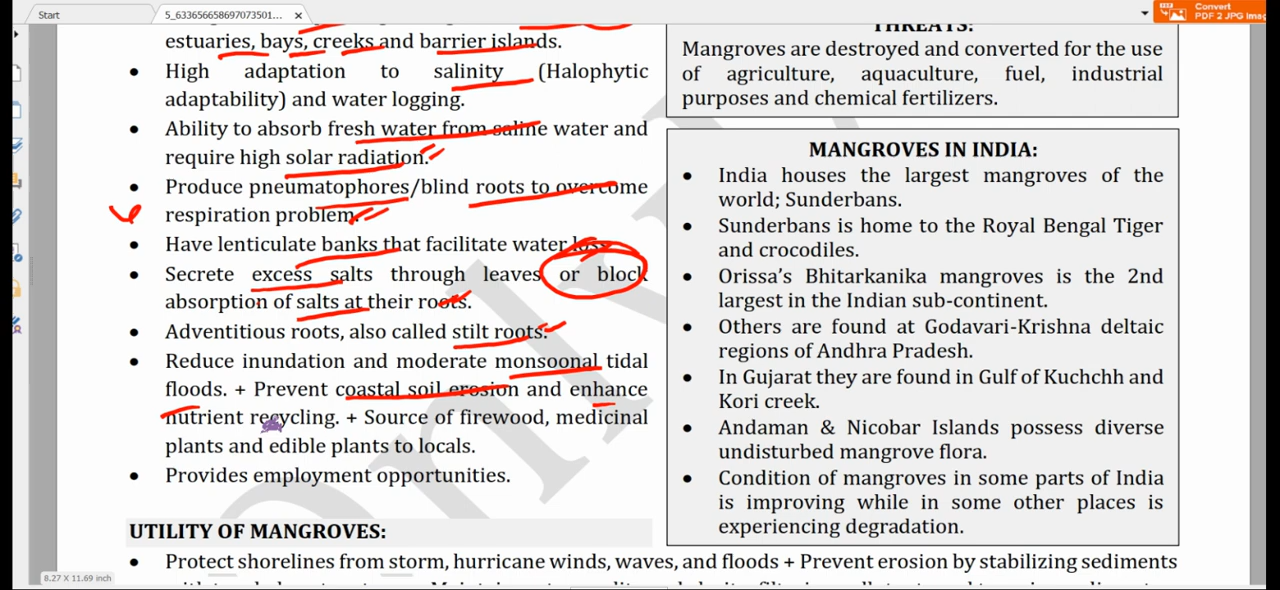 Start
5_633656658697073501...
Convert
PDF 2 JPG Imag
estuaries, bays, creeks and barrier islands.
• High adaptation to salinity (Halophytic
adaptability) and water logging.
• Ability to absorb fresh water from saline water and
require high solar radiation.
• Produce pneumatophores/blind roots to overcome
respiration problem.
• Have lenticulate banks that facilitate water loss.
• Secrete excess salts through leaves or block
absorption of salts at their roots.
• Adventitious roots, also called stilt roots.
• Reduce inundation and moderate monsoonal tidal
floods. + Prevent coastal soil erosion and enhance
nutrient recycling. + Source of firewood, medicinal
plants and edible plants to locals.
• Provides employment opportunities.
UTILITY OF MANGROVES:
• Protect shorelines from storm, hurricane winds, waves, and floods + Prevent erosion by stabilizing sediments
THREATS:
Mangroves are destroyed and converted for the use
of agriculture, aquaculture, fuel, industrial
purposes and chemical fertilizers.
MANGROVES IN INDIA:
• India houses the largest mangroves of the
world; Sunderbans.
• Sunderban is home to the Royal Bengal Tiger
and crocodiles.
• Orissa's Bhitarkanika mangroves is the 2nd
largest in the Indian sub-continent.
• Others are found at Godavari-Krishna deltaic
regions of Andhra Pradesh.
• In Gujarat they are found in Gulf of Kuchchh and
Kori creek.
• Andaman & Nicobar Islands possess diverse
undisturbed mangrove flora.
• Condition of mangroves in some parts of India
is improving while in some other places is
experiencing degradation.
8.27 X 11.69 inch